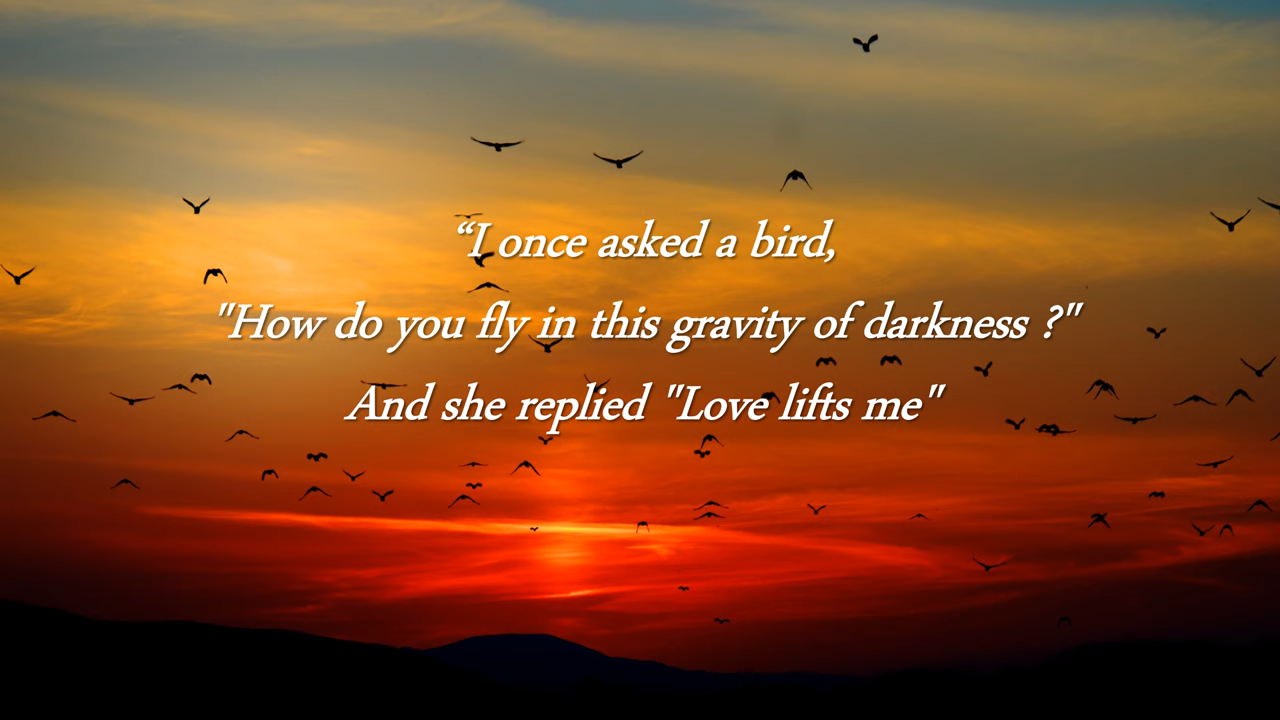 “I once asked a bird,
"How do you fly in this gravity of darkness ?"
And she replied "Love lifts me"